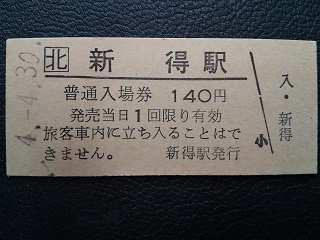 4.-4.30
北 新得駅
普通入場券 140円
発売当日1回限り有効
旅客車内に立ち入ることはで
きません。 新得駅発行
小
入・新得